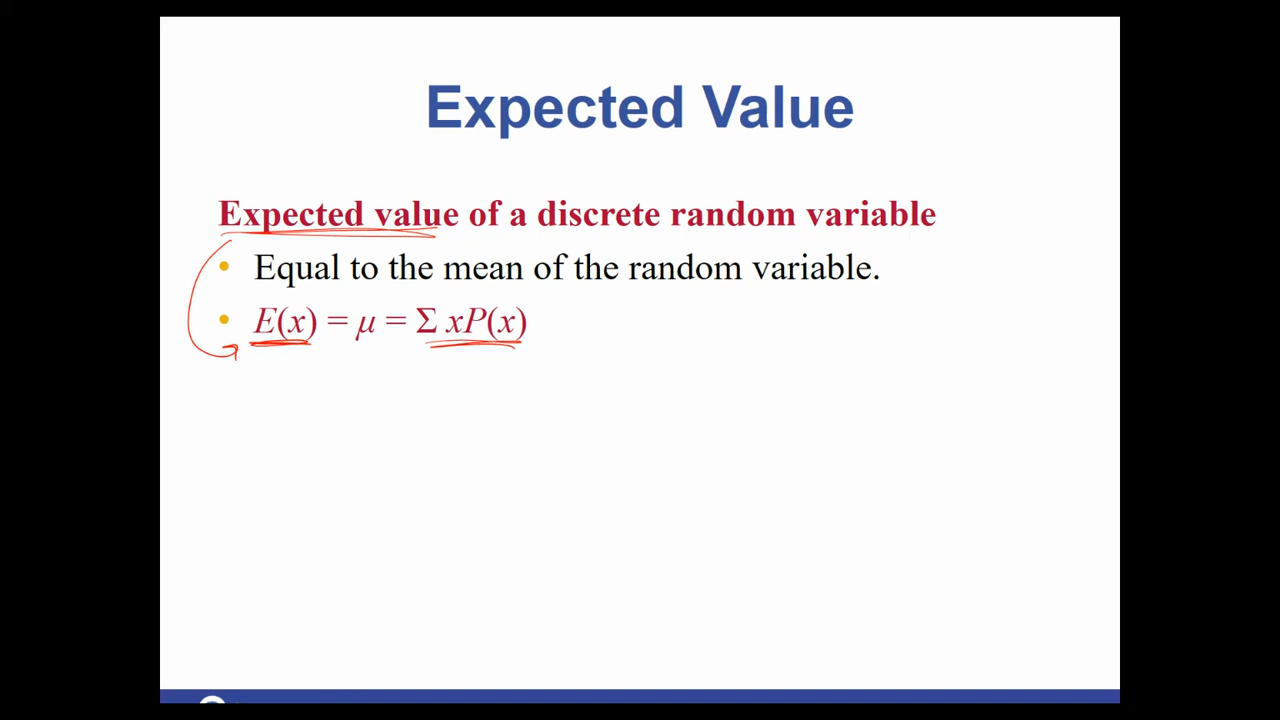 Expected Value
Expected value of a discrete random variable
• Equal to the mean of the random variable.
• E(x) = μ = Σ xP(x)